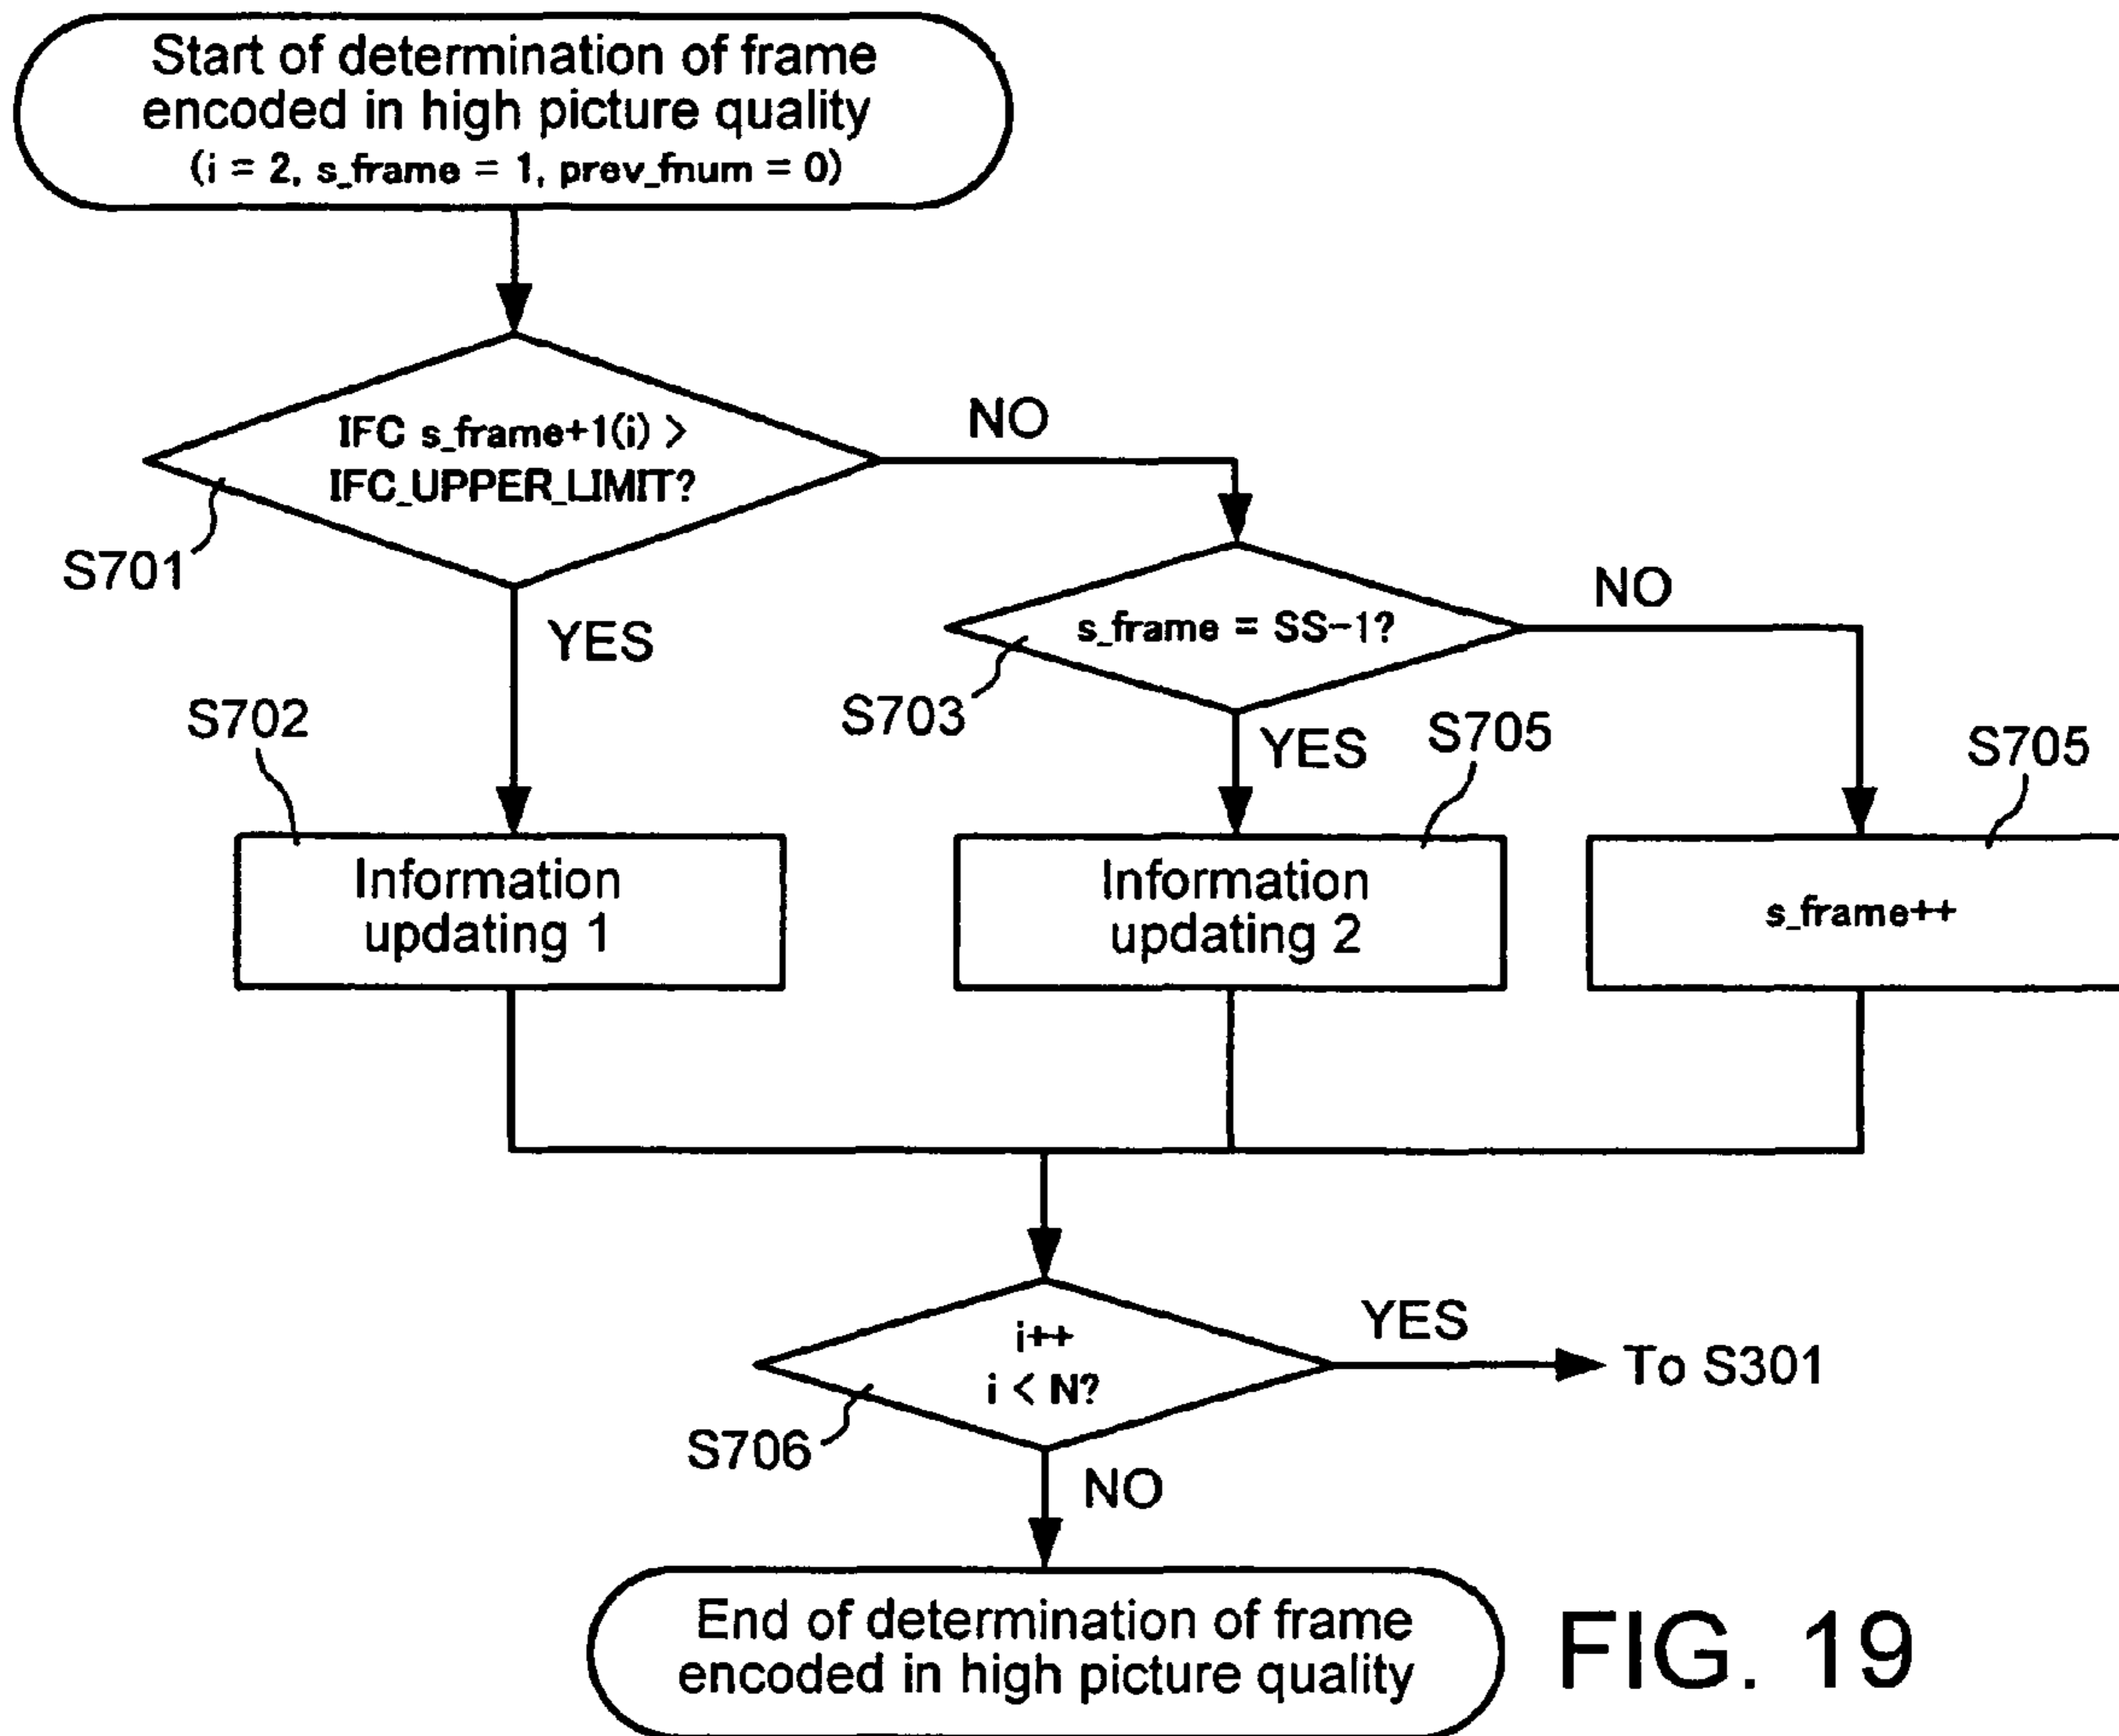 Start of determination of frame
encoded in high picture quality
(i = 2, s_frame = 1, prev_fnum = 0)
IFC s_frame+1(i) >
IFC_UPPER_LIMIT?
NO
S701
YES
s_frame = SS-1?
NO
S703
YES
S702
S705
S705
Information
updating 1
Information
updating 2
s_frame++
i++
i < N?
YES
To S301
S706
NO
End of determination of frame
encoded in high picture quality
FIG. 19